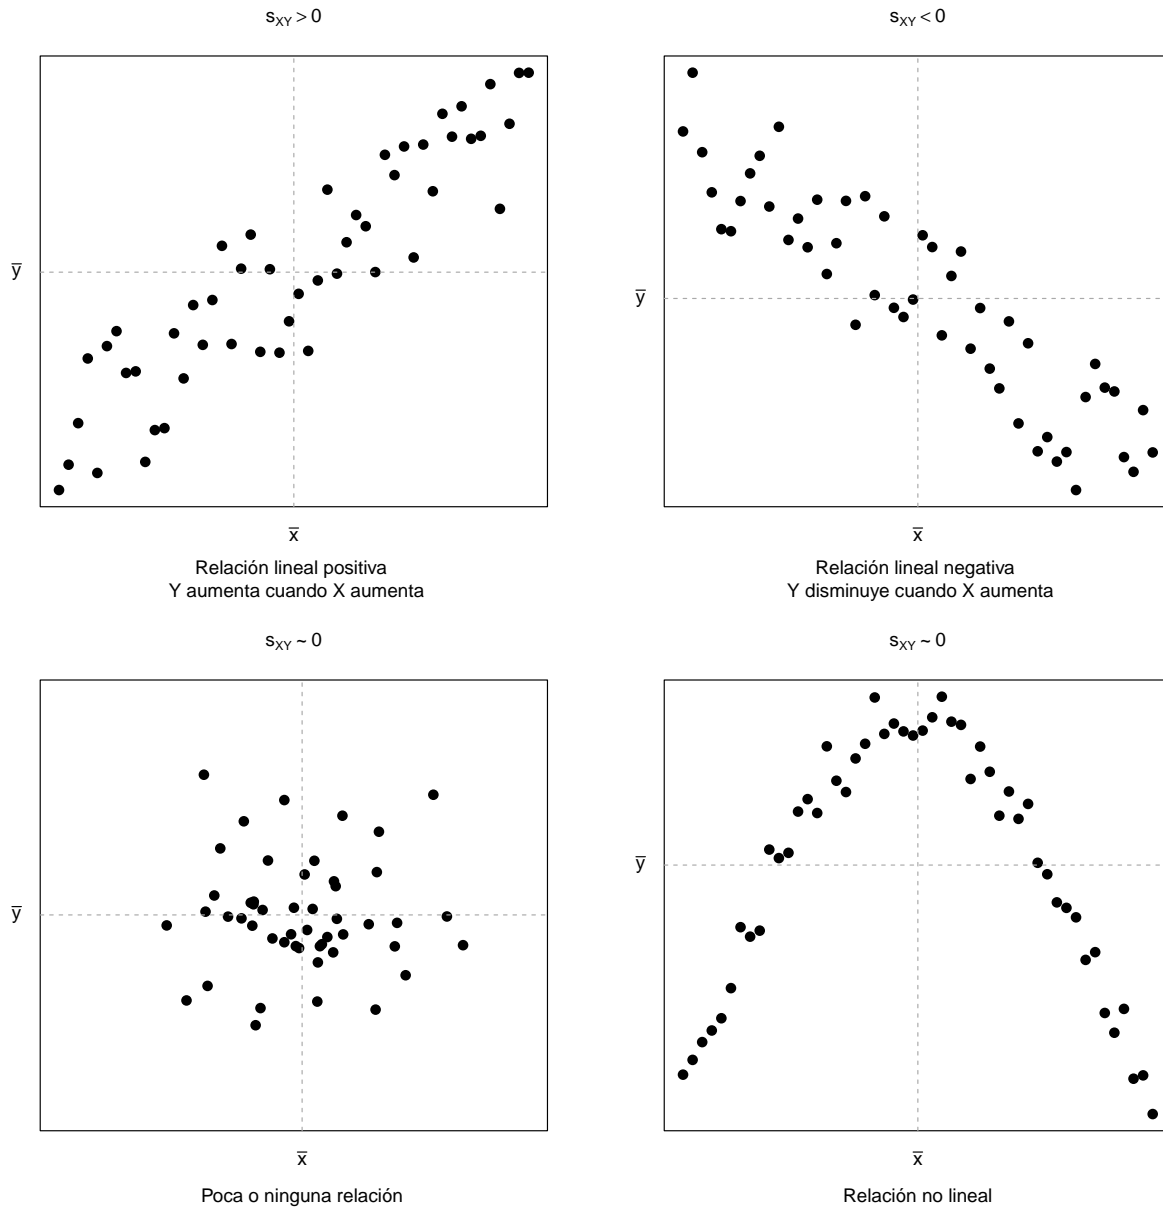 s_XY > 0
ȳ
x̄
Relación lineal positiva
Y aumenta cuando X aumenta
s_XY < 0
ȳ
x̄
Relación lineal negativa
Y disminuye cuando X aumenta
s_XY ~ 0
ȳ
x̄
Poca o ninguna relación
s_XY ~ 0
ȳ
x̄
Relación no lineal